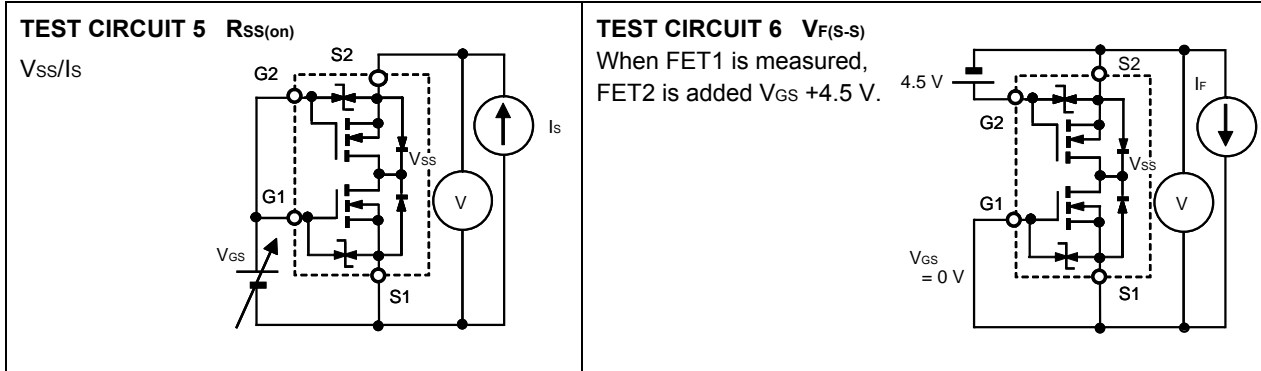 TEST CIRCUIT 5 RSS(on)
VSS/IS
S2
G2
IS
VSS
G1
V
VGS
S1
TEST CIRCUIT 6 VF(S-S)
When FET1 is measured,
FET2 is added VGS +4.5 V.
S2
4.5 V
IF
G2
VSS
G1
V
VGS
= 0 V
S1